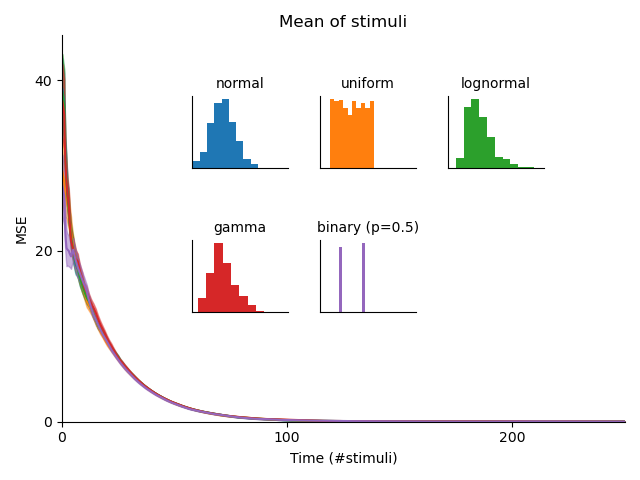 Mean of stimuli
normal
uniform
lognormal
gamma
binary (p=0.5)
MSE
40
20
0
0
100
200
Time (#stimuli)